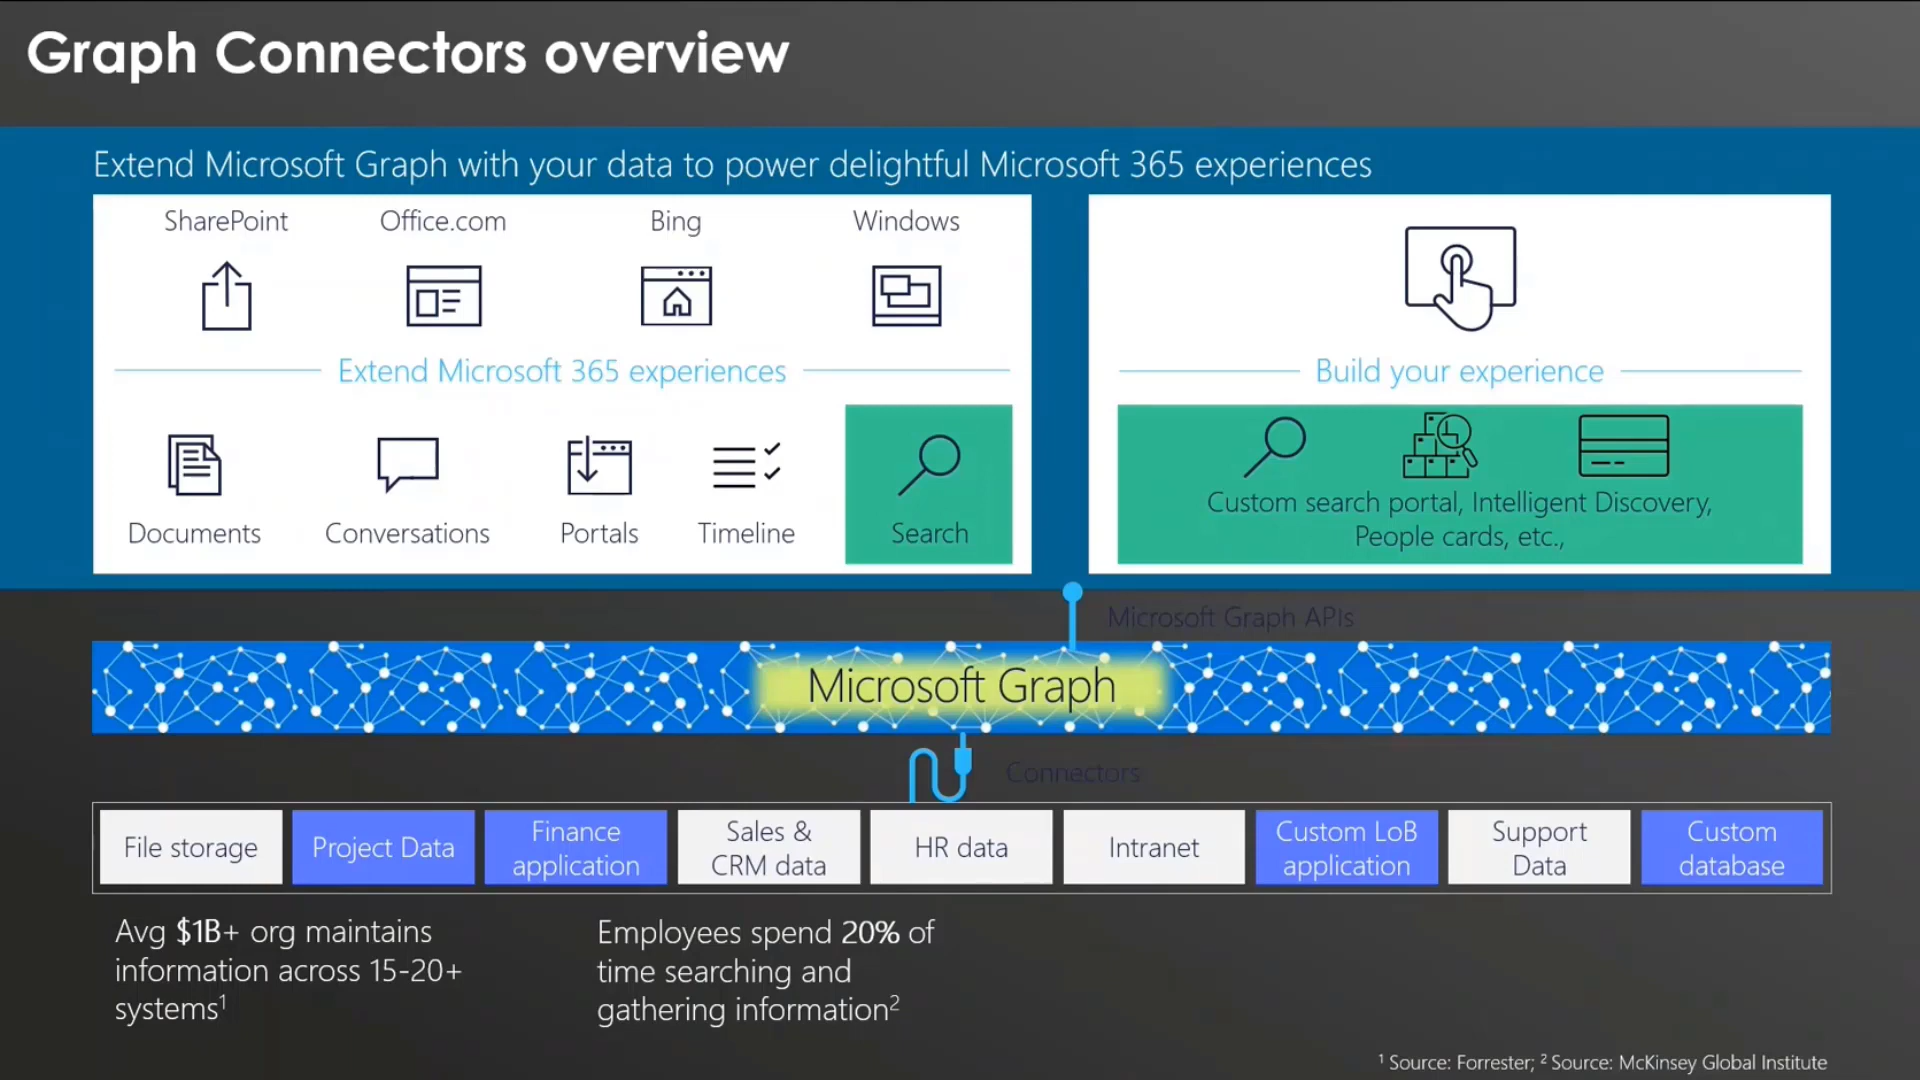 Graph Connectors overview
Extend Microsoft Graph with your data to power delightful Microsoft 365 experiences
SharePoint
Office.com
Bing
Windows
Extend Microsoft 365 experiences
Documents
Conversations
Portals
Timeline
Search
Build your experience
Custom search portal, Intelligent Discovery,
People cards, etc.,
Microsoft Graph APIs
Microsoft Graph
Connectors
File storage
Project Data
Finance
application
Sales &
CRM data
HR data
Intranet
Custom LoB
application
Support
Data
Custom
database
Avg $1B+ org maintains
information across 15-20+
systems¹
Employees spend 20% of
time searching and
gathering information²
¹ Source: Forrester; ² Source: McKinsey Global Institute